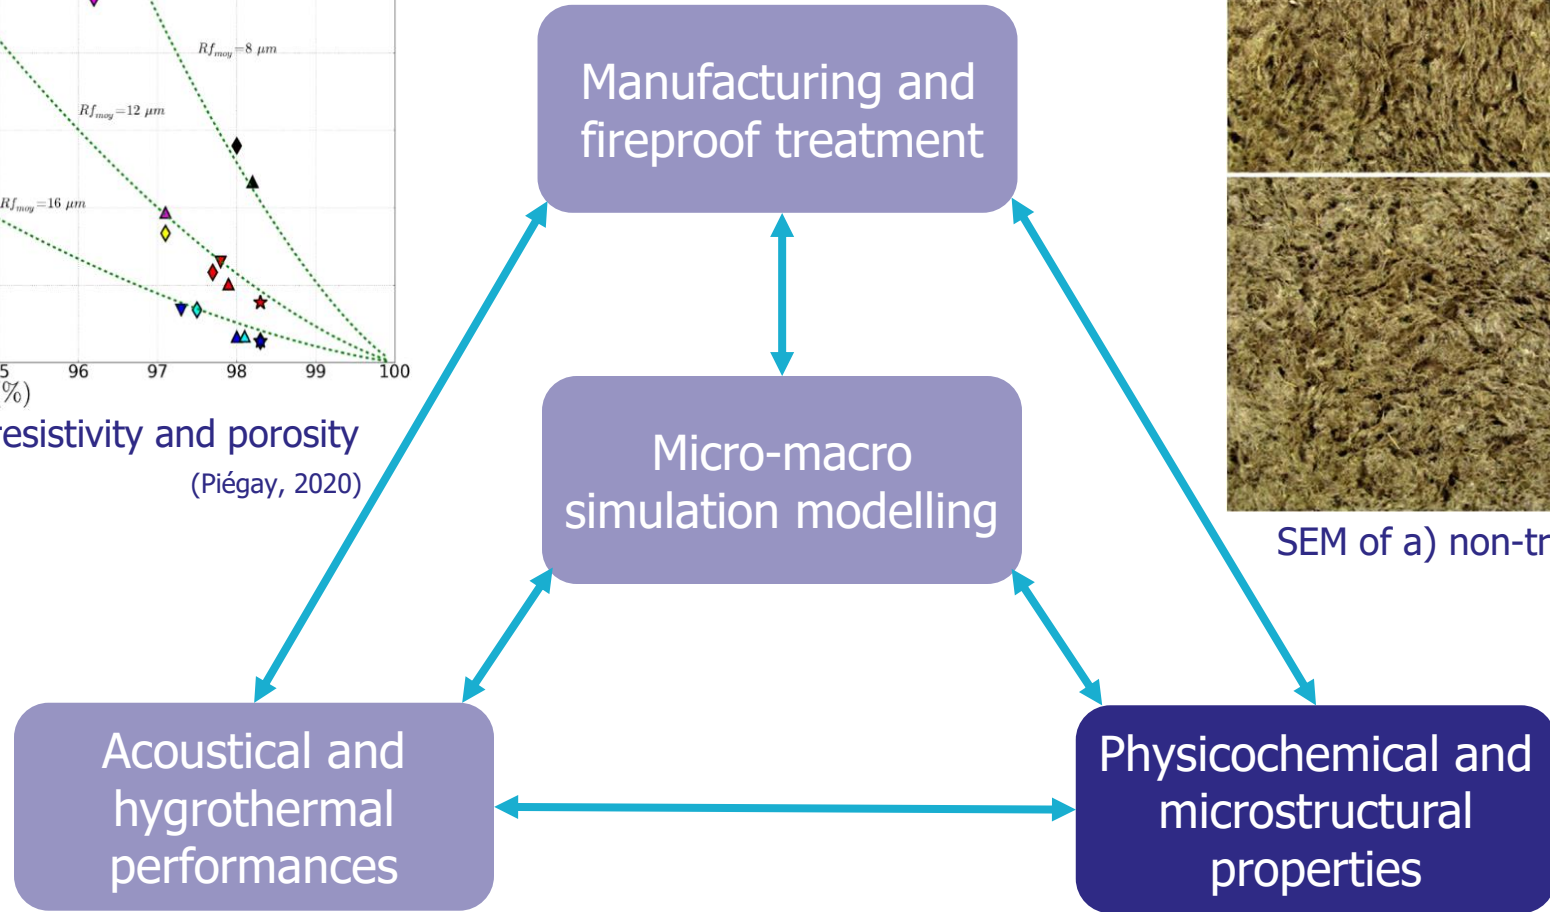 Rf_moy=8 μm
Rf_moy=12 μm
Rf_moy=16 μm
5 96 97 98 99 100
%)
resistivity and porosity
(Piégay, 2020)
Manufacturing and
fireproof treatment
Micro-macro
simulation modelling
SEM of a) non-tr
Acoustical and
hygrothermal
performances
Physicochemical and
microstructural
properties